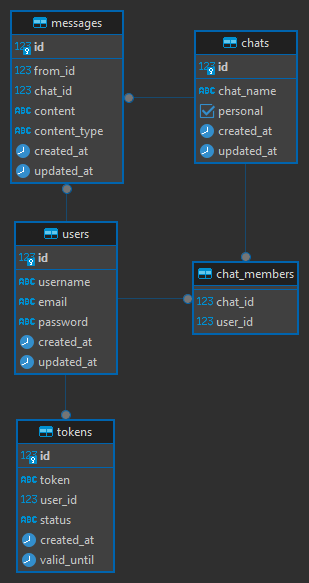 messages
123 id
123 from_id
123 chat_id
ABC content
ABC content_type
created_at
updated_at
chats
123 id
ABC chat_name
personal
created_at
updated_at
users
123 id
ABC username
ABC email
ABC password
created_at
updated_at
chat_members
123 chat_id
123 user_id
tokens
123 id
ABC token
123 user_id
ABC status
created_at
valid_until